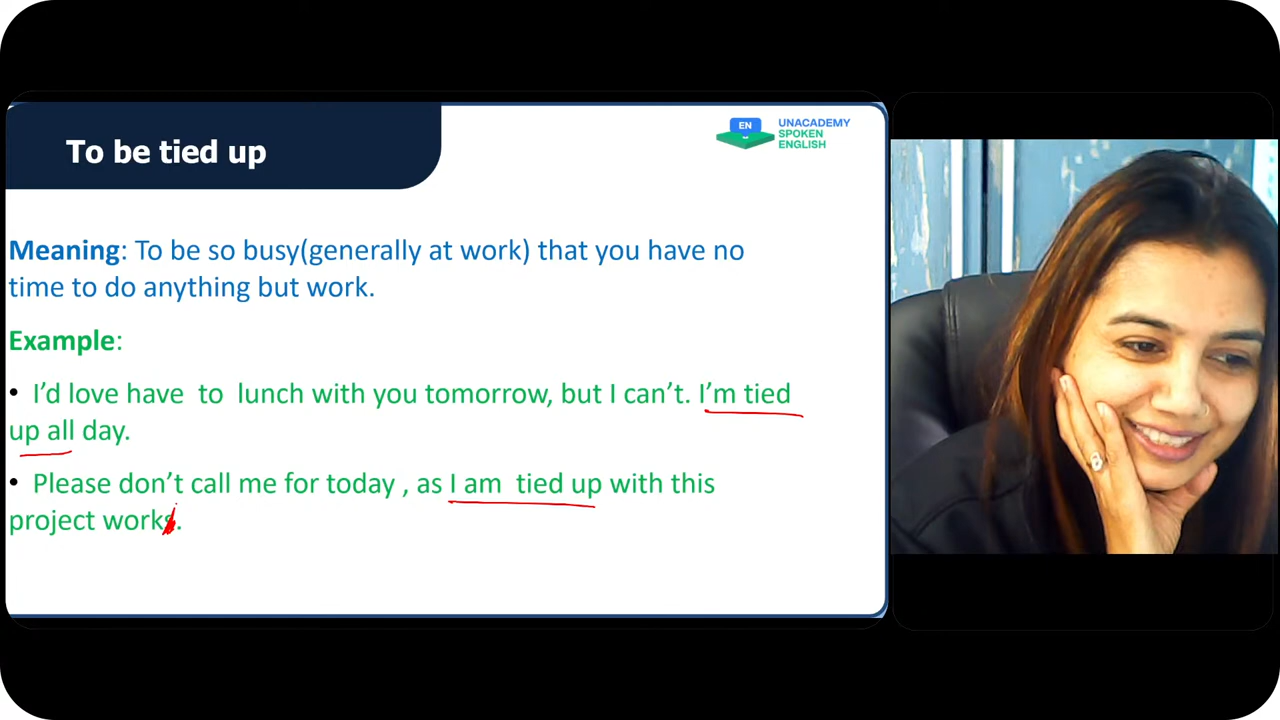 To be tied up
EN
UNACADEMY
SPOKEN
ENGLISH
Meaning: To be so busy(generally at work) that you have no
time to do anything but work.
Example:
• I’d love have to lunch with you tomorrow, but I can’t. I’m tied
up all day.
• Please don’t call me for today , as I am tied up with this
project works.